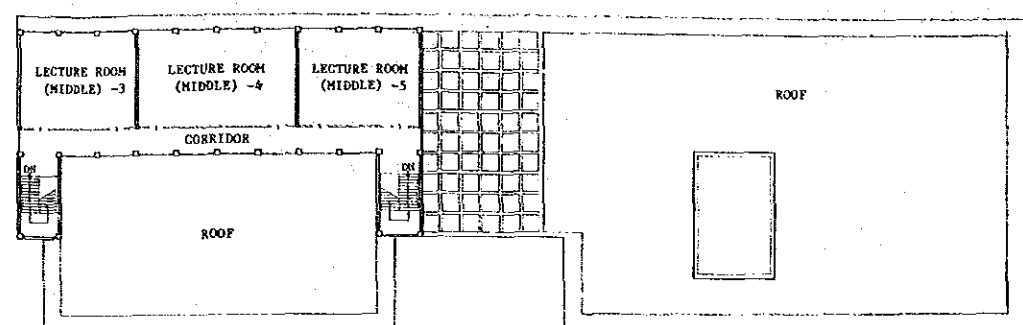 LECTURE ROOM
(MIDDLE) -3
LECTURE ROOM
(MIDDLE) -4
LECTURE ROOM
(MIDDLE) -5
ROOF
CORRIDOR
DN
DN
ROOF